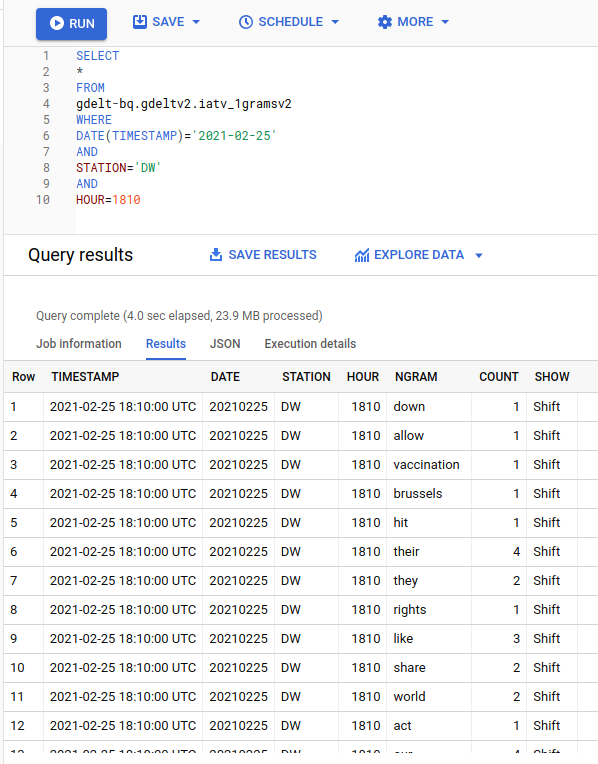 RUN SAVE SCHEDULE MORE
1 SELECT
2 *
3 FROM
4 gdelt-bq.gdeltv2.iatv_1gramsv2
5 WHERE
6 DATE(TIMESTAMP)='2021-02-25'
7 AND
8 STATION='DW'
9 AND
10 HOUR=1810
Query results SAVE RESULTS EXPLORE DATA
Query complete (4.0 sec elapsed, 23.9 MB processed)
Job information Results JSON Execution details
Row TIMESTAMP DATE STATION HOUR NGRAM COUNT SHOW
1 2021-02-25 18:10:00 UTC 20210225 DW 1810 down 1 Shift
2 2021-02-25 18:10:00 UTC 20210225 DW 1810 allow 1 Shift
3 2021-02-25 18:10:00 UTC 20210225 DW 1810 vaccination 1 Shift
4 2021-02-25 18:10:00 UTC 20210225 DW 1810 brussels 1 Shift
5 2021-02-25 18:10:00 UTC 20210225 DW 1810 hit 1 Shift
6 2021-02-25 18:10:00 UTC 20210225 DW 1810 their 4 Shift
7 2021-02-25 18:10:00 UTC 20210225 DW 1810 they 2 Shift
8 2021-02-25 18:10:00 UTC 20210225 DW 1810 rights 1 Shift
9 2021-02-25 18:10:00 UTC 20210225 DW 1810 like 3 Shift
10 2021-02-25 18:10:00 UTC 20210225 DW 1810 share 2 Shift
11 2021-02-25 18:10:00 UTC 20210225 DW 1810 world 2 Shift
12 2021-02-25 18:10:00 UTC 20210225 DW 1810 act 1 Shift